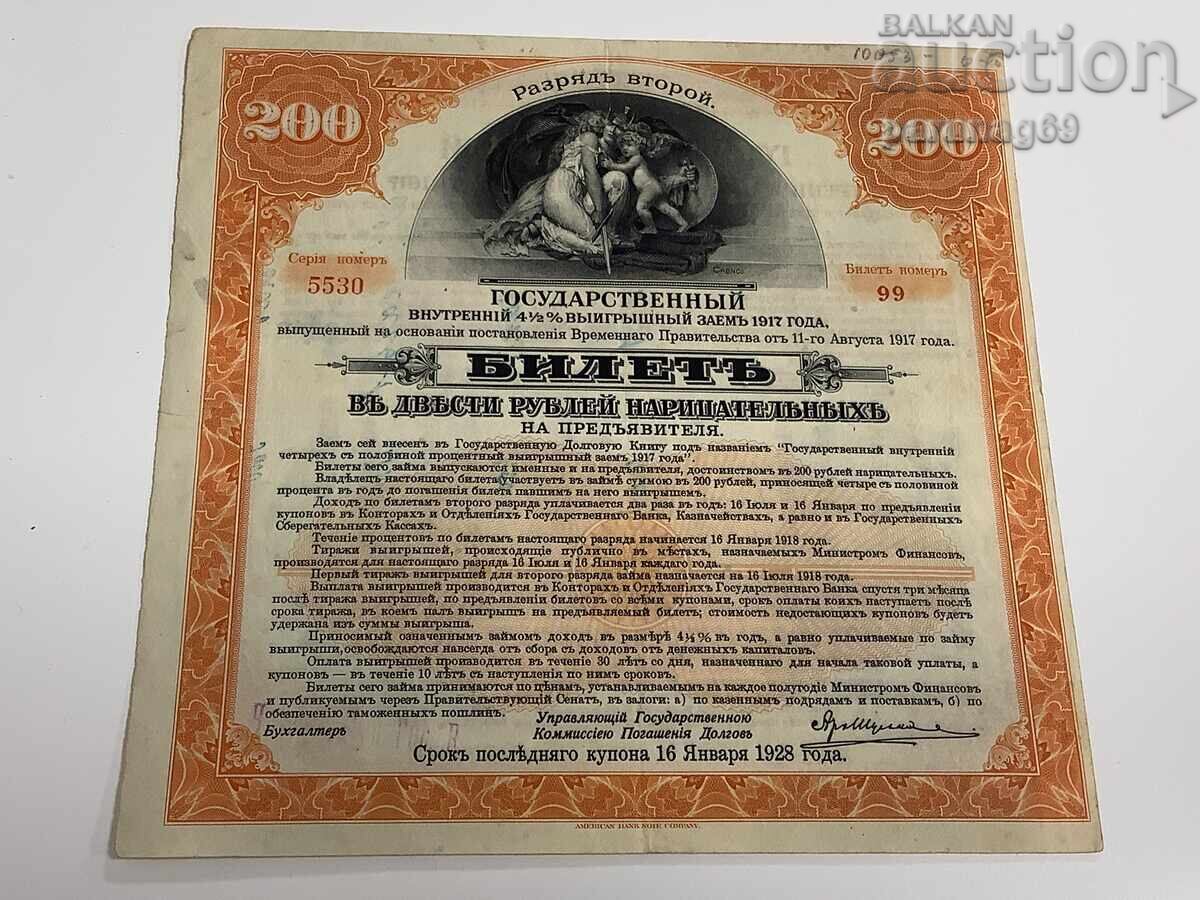 BALKAN
auction
10053
Разрядъ второй.
200
200
Серія номеръ
5530
Билетъ номеръ
99
ГОСУДАРСТВЕННЫЙ
ВНУТРЕННІЙ 4½% ВЫИГРЫШНЫЙ ЗАЕМЪ 1917 ГОДА,
выпущенный на основаніи постановленія Временнаго Правительства отъ 11-го Августа 1917 года.
БИЛЕТЪ
ВЪ ДВѢСТИ РУБЛЕЙ НАРИЦАТЕЛЬНЫХЪ
НА ПРЕДЪЯВИТЕЛЯ.
Заемъ сей внесенъ въ Государственную Долговую Книгу подъ названіемъ "Государственный внутренній
четырехъ съ половиной процентный выигрышный заемъ 1917 года".
Билеты сего займа выпускаются именные и на предъявителя, достоинствомъ въ 200 рублей нарицательныхъ.
Владѣлецъ настоящаго билета участвуетъ въ займѣ суммою въ 200 рублей, приносящей четыре съ половиной
процента въ годъ до погашенія билета павшимъ на него выигрышемъ.
Доходъ по билетамъ второго разряда уплачивается два раза въ годъ: 16 Іюля и 16 Января по предъявленіи
купоновъ въ Конторахъ и Отдѣленіяхъ Государственнаго Банка, Казначействахъ, а равно и въ Государственныхъ
Сберегательныхъ Кассахъ.
Теченіе процентовъ по билетамъ настоящаго разряда начинается 16 Января 1918 года.
Тиражи выигрышей, происходящіе публично въ мѣстахъ, назначаемыхъ Министромъ Финансовъ,
производятся для настоящаго разряда 16 Іюля и 16 Января каждаго года.
Первый тиражъ выигрышей для второго разряда займа назначается на 16 Іюля 1918 года.
Выплата выигрышей производится въ Конторахъ и Отдѣленіяхъ Государственнаго Банка спустя три мѣсяца
послѣ тиража выигрышей, по предъявленіи билетовъ со всѣми купонами, срокъ оплаты коихъ наступаетъ послѣ
срока тиража, въ коемъ палъ выигрышъ на предъявляемый билетъ; стоимость недостающихъ купоновъ будетъ
удержана изъ суммы выигрыша.
Приносимый означеннымъ займомъ доходъ въ размѣрѣ 4½% въ годъ, а равно уплачиваемые по займу
выигрыши, освобождаются навсегда отъ сбора съ доходовъ отъ денежныхъ капиталовъ.
Оплата выигрышей производится въ теченіе 30 лѣтъ со дня, назначеннаго для начала таковой уплаты, а
купоновъ — въ теченіе 10 лѣтъ съ наступленія по нимъ сроковъ.
Билеты сего займа принимаются по цѣнамъ, устанавливаемымъ на каждое полугодіе Министромъ Финансовъ
и публикуемымъ черезъ Правительствующій Сенатъ, въ залоги: а) по казеннымъ подрядамъ и поставкамъ, б) по
обезпеченію таможенныхъ пошлинъ.
Бухгалтеръ
Управляющій Государственною
Коммиссіею Погашенія Долговъ
Срокъ послѣдняго купона 16 Января 1928 года.
AMERICAN BANK NOTE COMPANY.